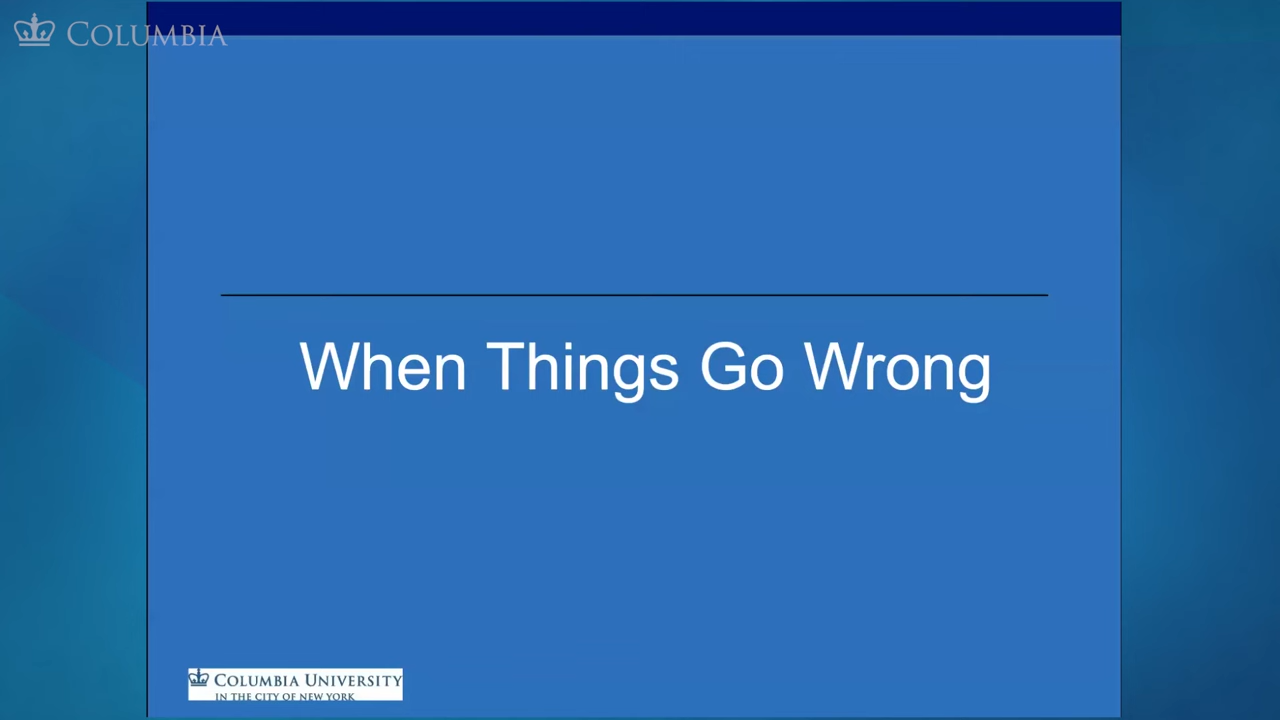 COLUMBIA
When Things Go Wrong
COLUMBIA UNIVERSITY
IN THE CITY OF NEW YORK